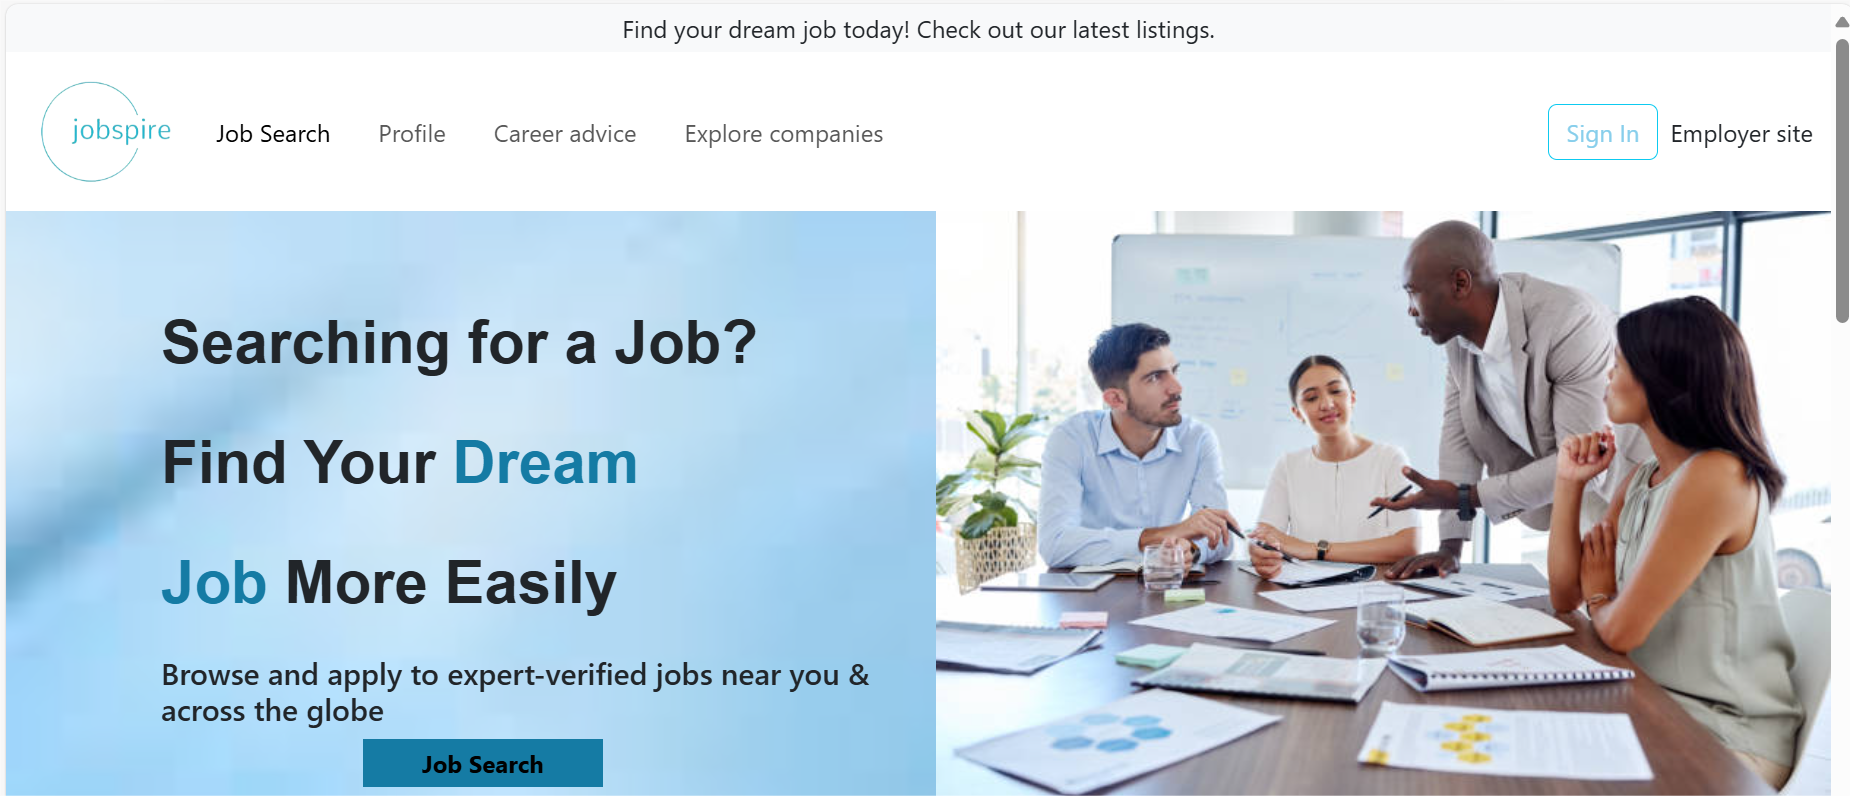 Find your dream job today! Check out our latest listings.
jobspire
Job Search
Profile
Career advice
Explore companies
Sign In
Employer site
Searching for a Job?
Find Your Dream
Job More Easily
Browse and apply to expert-verified jobs near you &
across the globe
Job Search